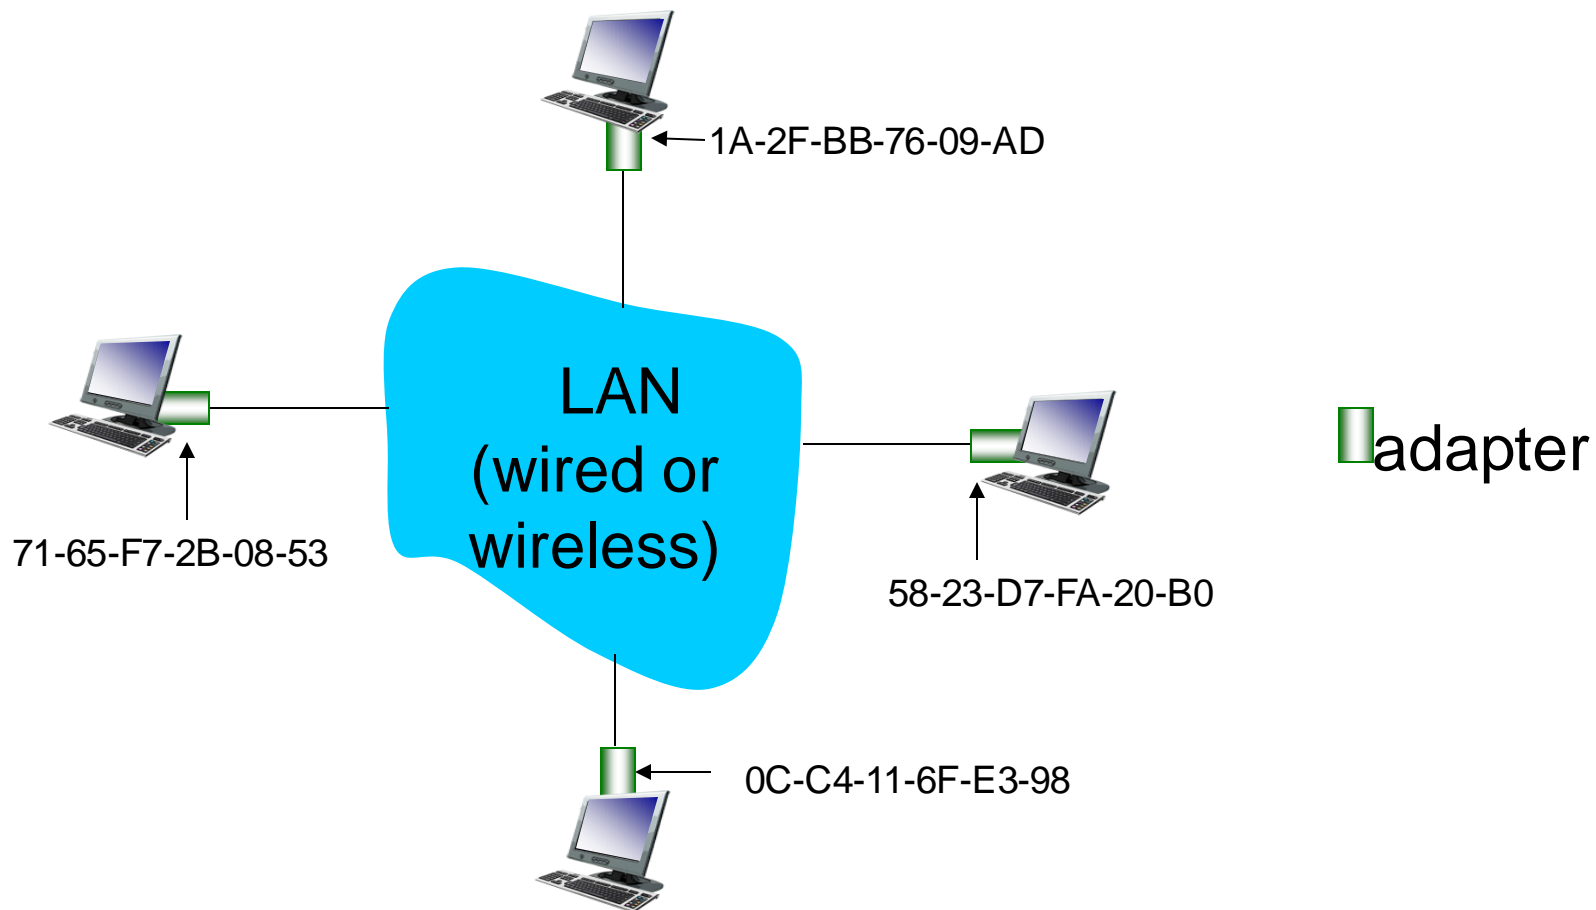 1A-2F-BB-76-09-AD
LAN
(wired or
wireless)
adapter
71-65-F7-2B-08-53
58-23-D7-FA-20-B0
0C-C4-11-6F-E3-98